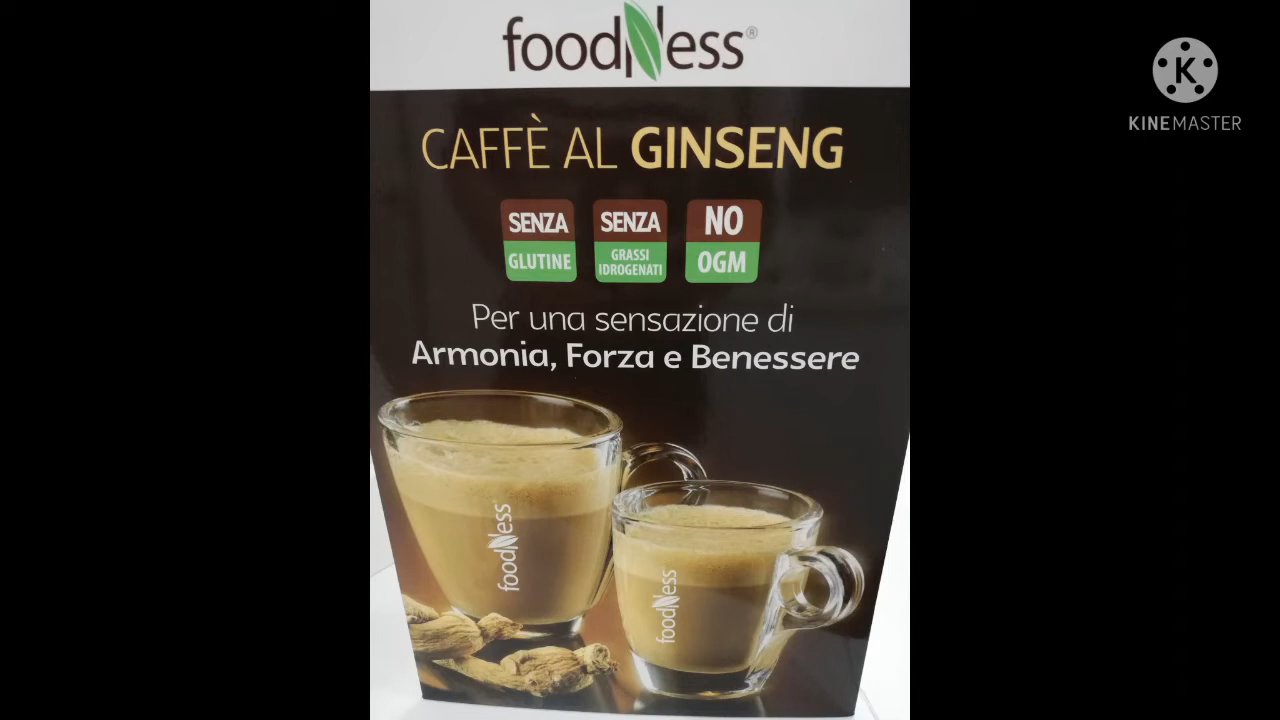 foodNess®
KINEMASTER
CAFFÈ AL GINSENG
SENZA GLUTINE
SENZA GRASSI IDROGENATI
NO OGM
Per una sensazione di
Armonia, Forza e Benessere
foodNess
foodNess